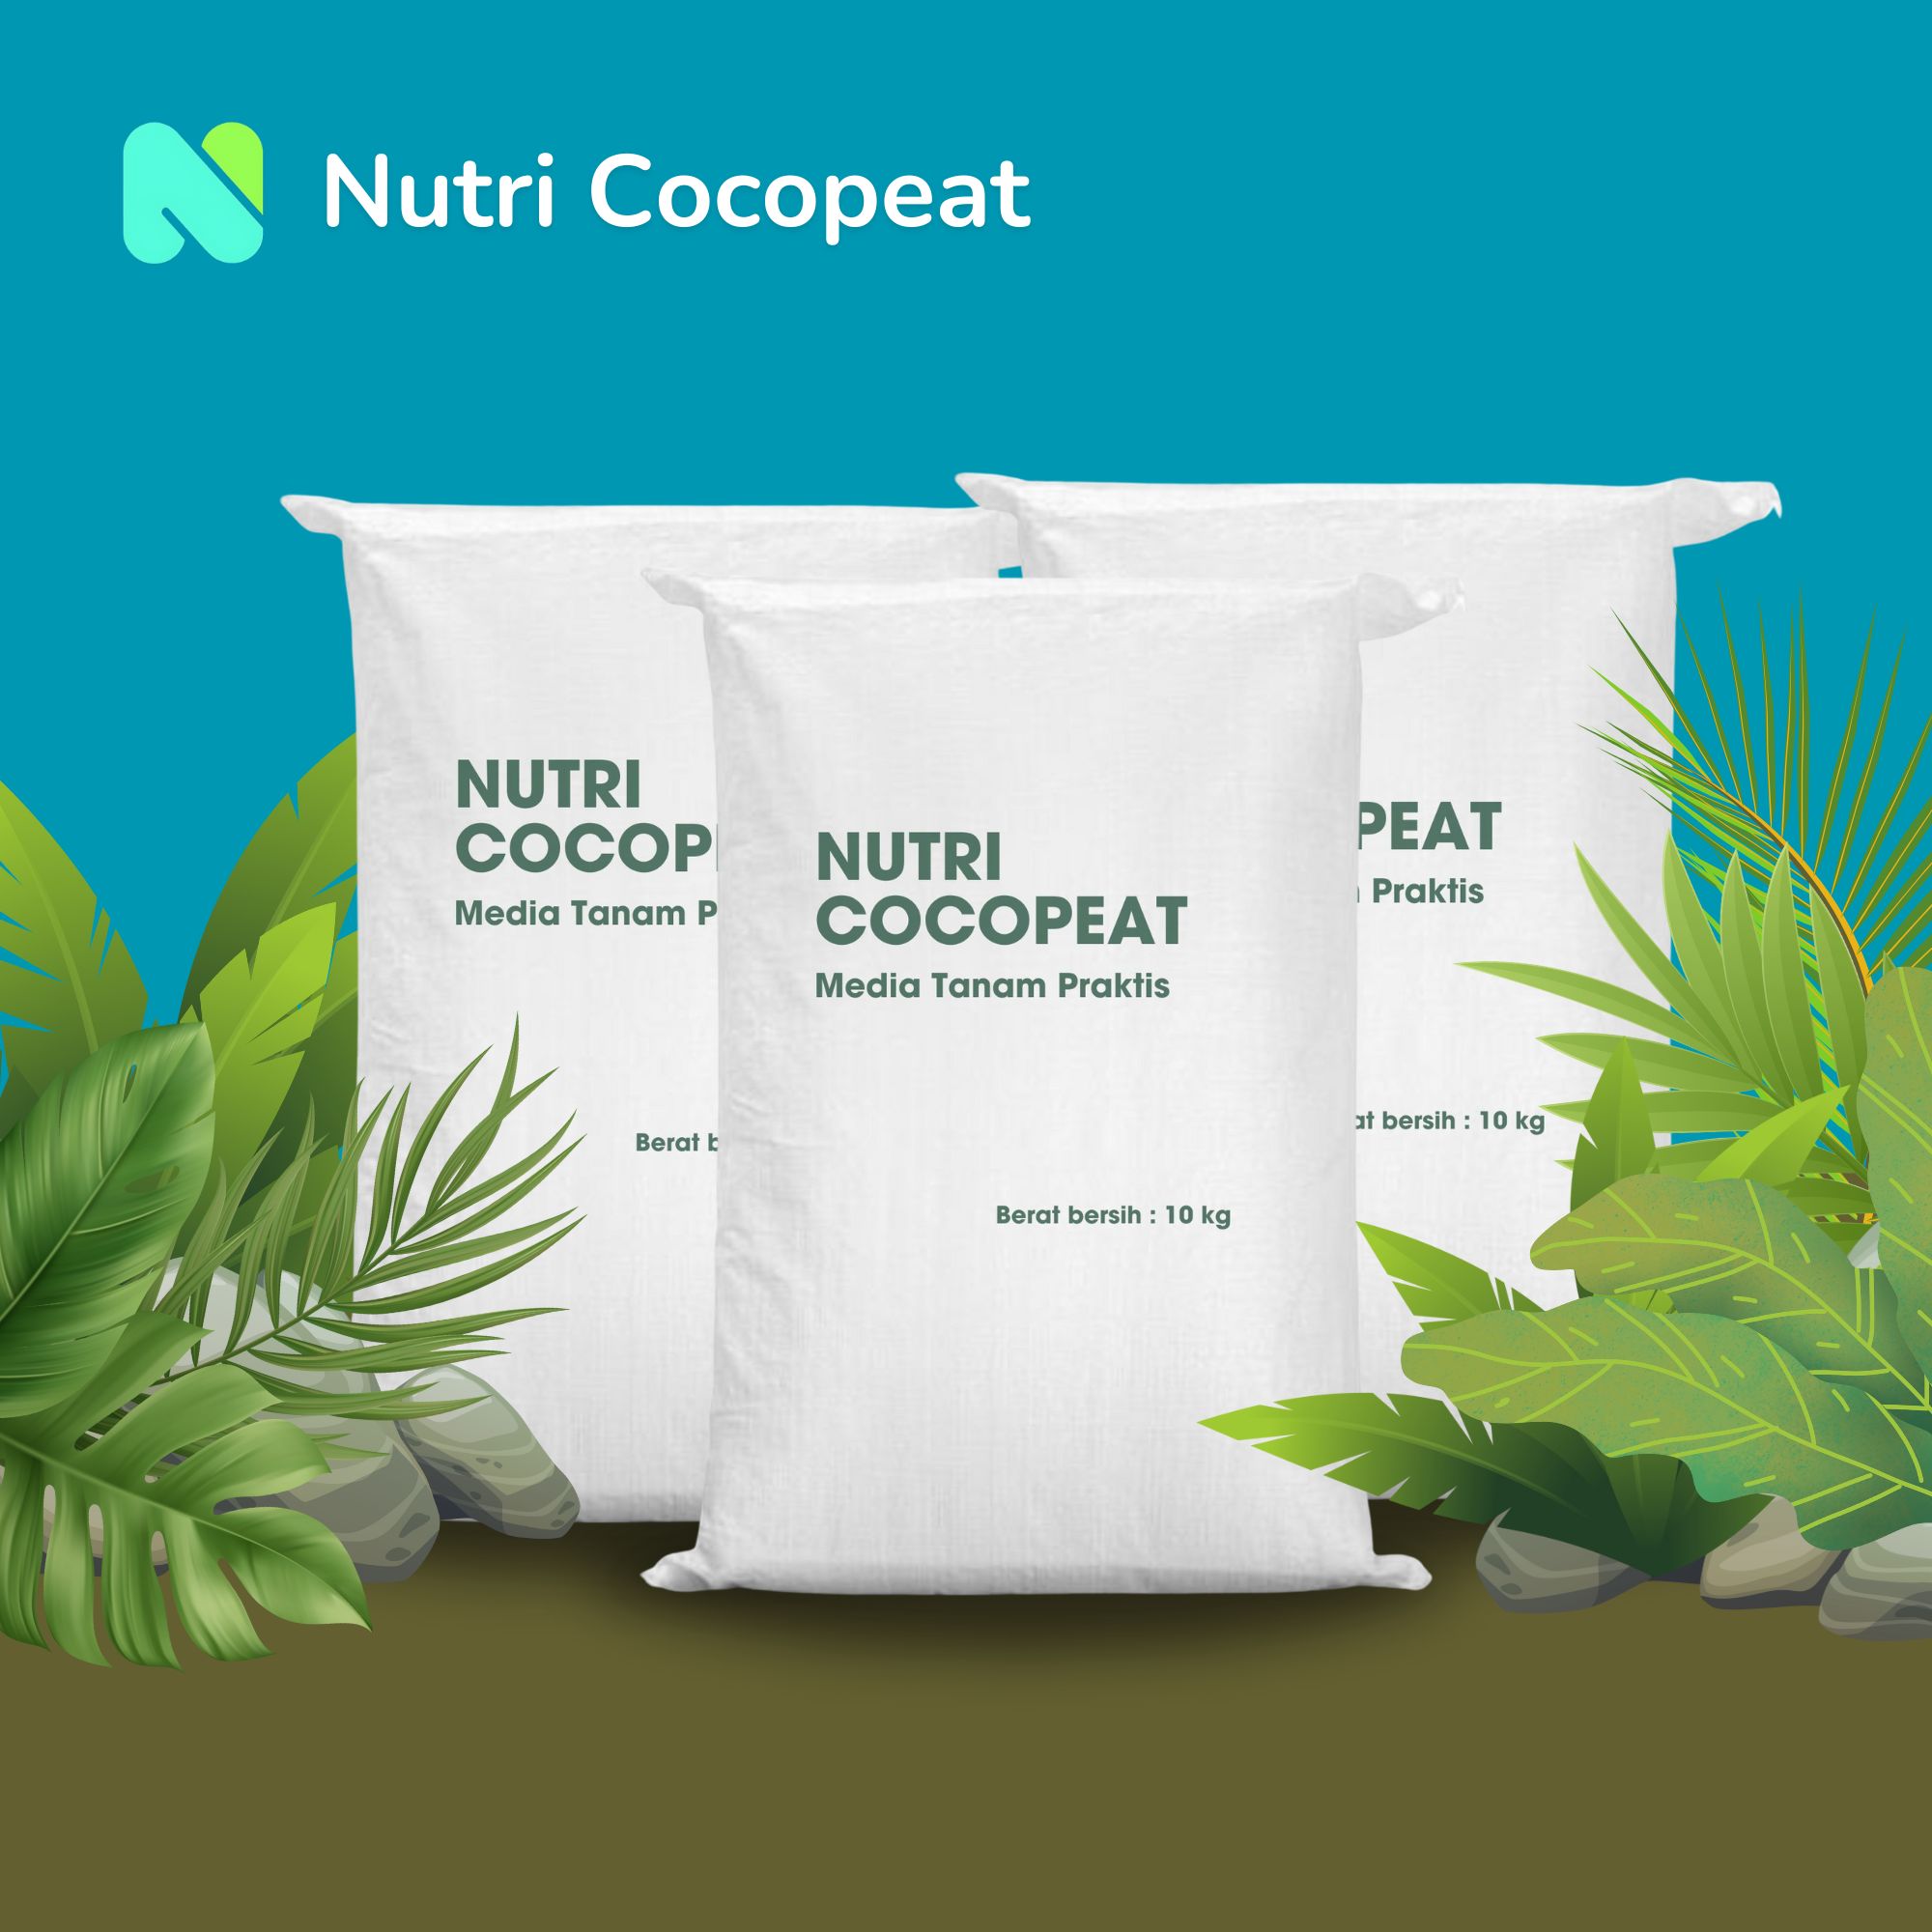 Nutri Cocopeat
NUTRI
COCOP
Media Tanam P
Berat b
NUTRI
COCOPEAT
Media Tanam Praktis
Berat bersih : 10 kg
PEAT
Praktis
at bersih : 10 kg